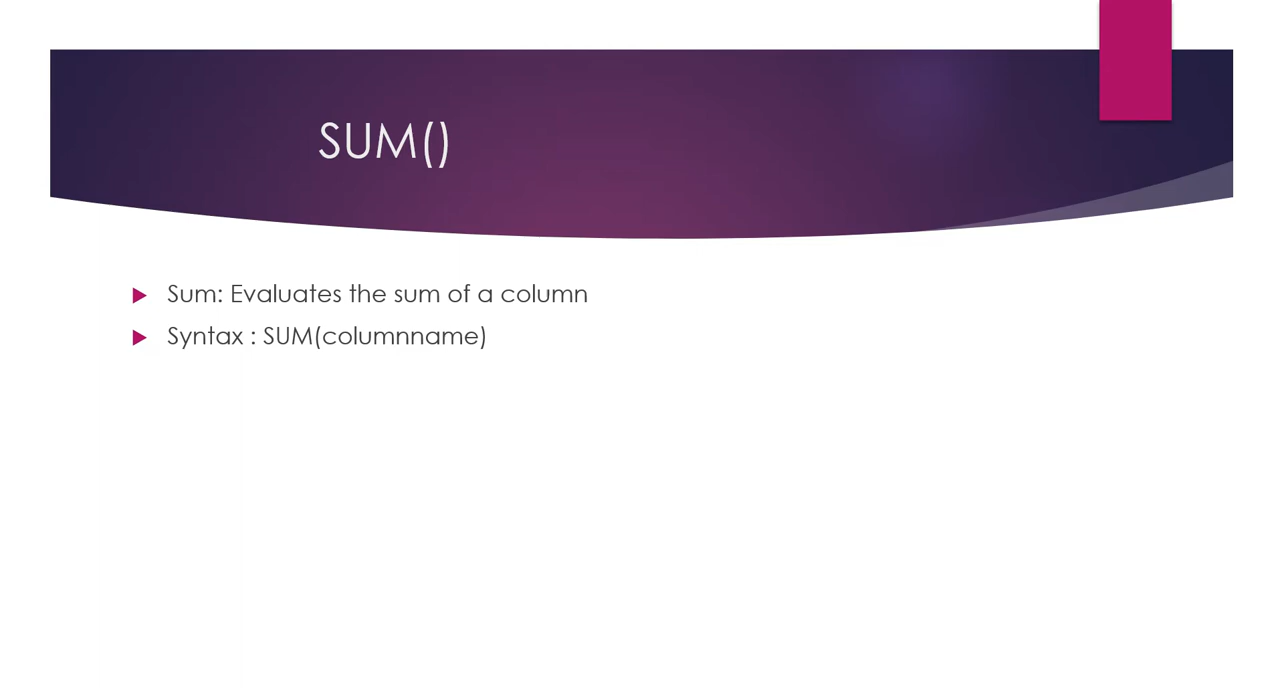 SUM()
Sum: Evaluates the sum of a column
Syntax : SUM(columnname)